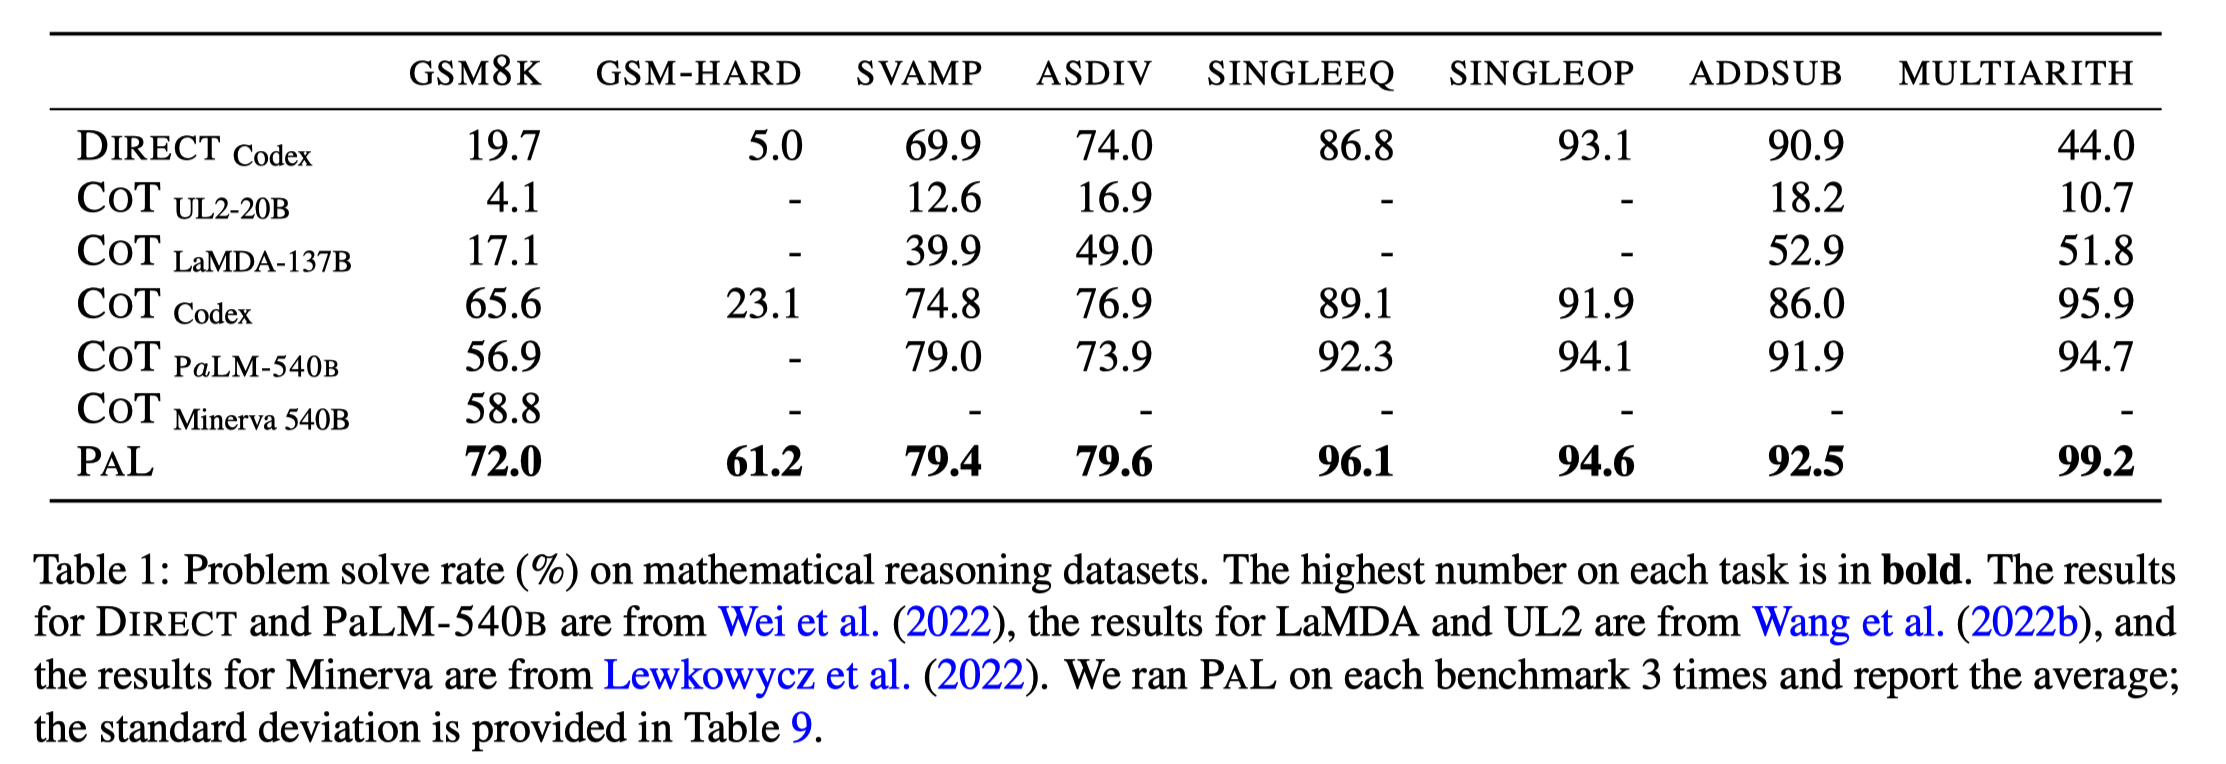 GSM8K GSM-HARD SVAMP ASDIV SINGLEEQ SINGLEOP ADDSUB MULTIARITH
DIRECT Codex 19.7 5.0 69.9 74.0 86.8 93.1 90.9 44.0
COT UL2-20B 4.1 - 12.6 16.9 - - 18.2 10.7
COT LaMDA-137B 17.1 - 39.9 49.0 - - 52.9 51.8
COT Codex 65.6 23.1 74.8 76.9 89.1 91.9 86.0 95.9
COT PaLM-540B 56.9 - 79.0 73.9 92.3 94.1 91.9 94.7
COT Minerva 540B 58.8 - - - - - - -
PAL 72.0 61.2 79.4 79.6 96.1 94.6 92.5 99.2
Table 1: Problem solve rate (%) on mathematical reasoning datasets. The highest number on each task is in bold. The results
for DIRECT and PaLM-540B are from Wei et al. (2022), the results for LaMDA and UL2 are from Wang et al. (2022b), and
the results for Minerva are from Lewkowycz et al. (2022). We ran PAL on each benchmark 3 times and report the average;
the standard deviation is provided in Table 9.